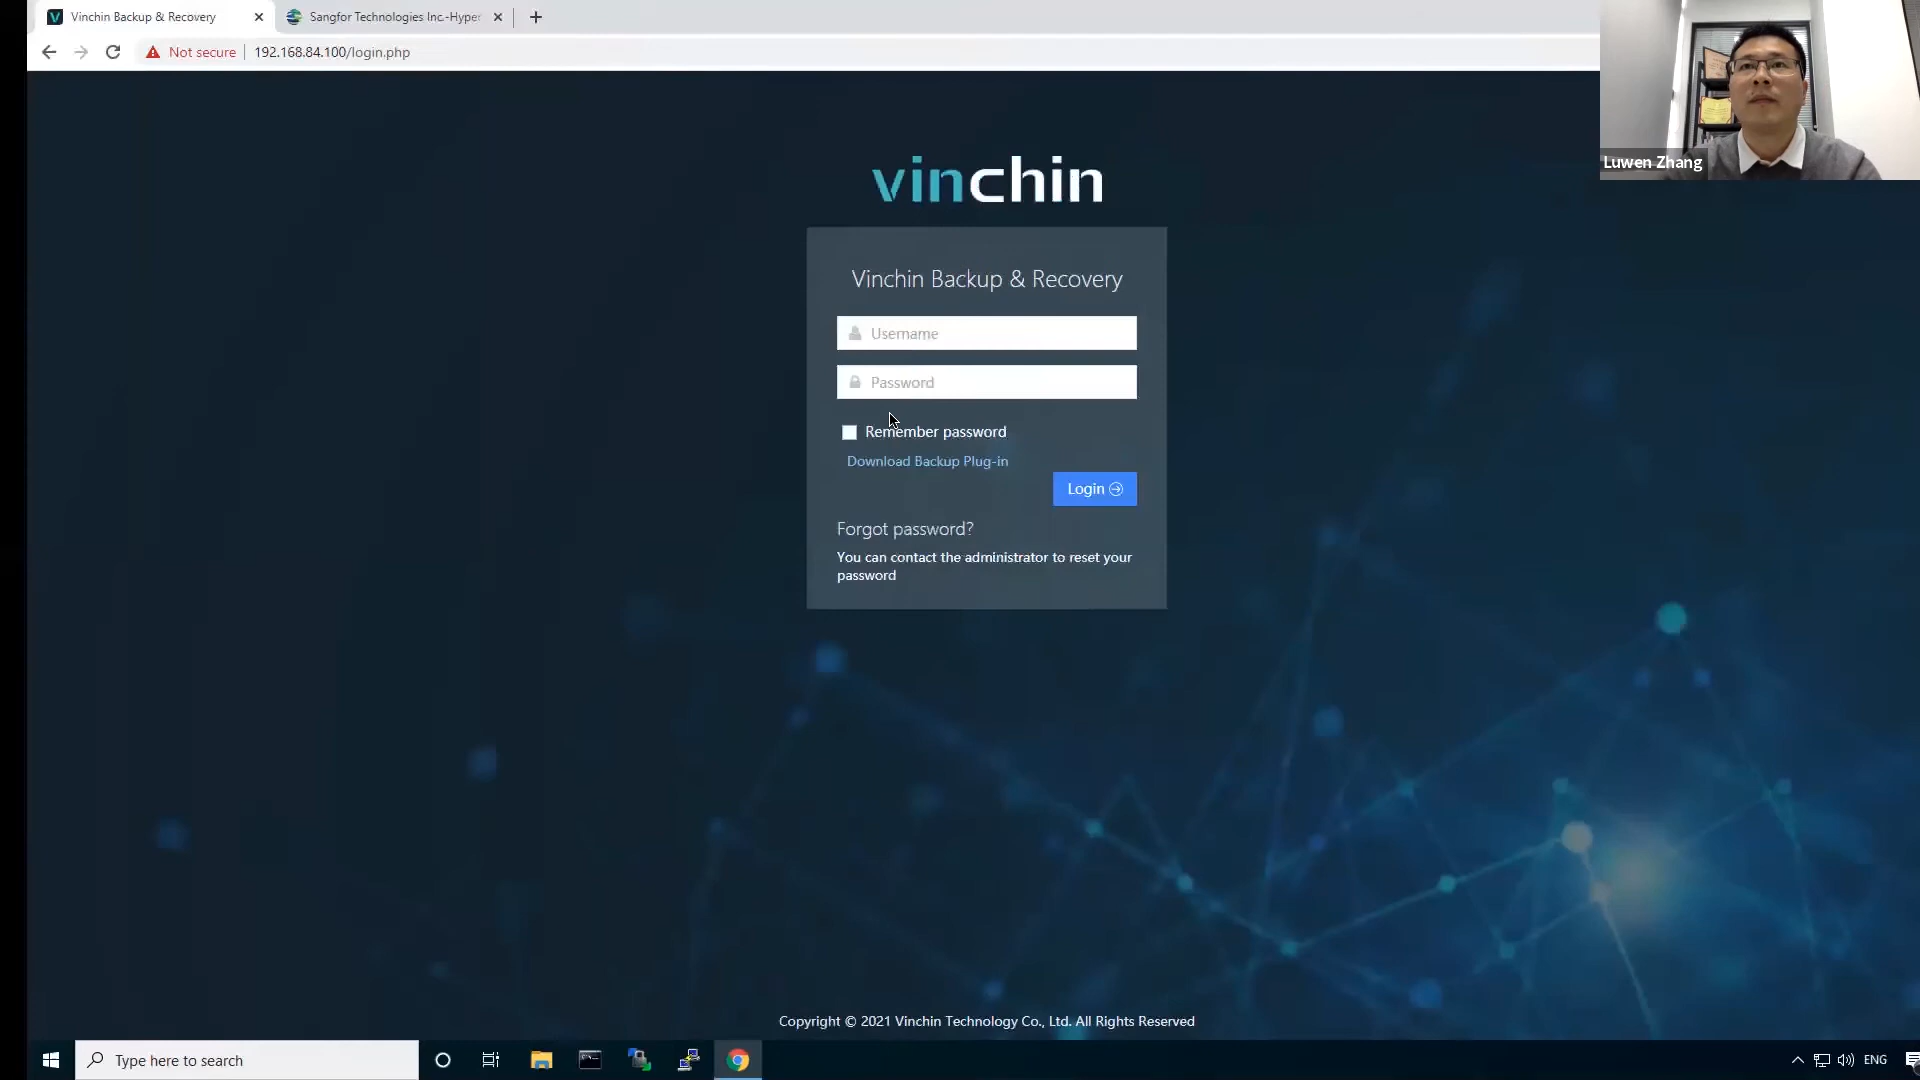 Vinchin Backup & Recovery
Sangfor Technologies Inc.-Hyper
Not secure
192.168.84.100/login.php
Luwen Zhang
vinchin
Vinchin Backup & Recovery
Username
Password
Remember password
Download Backup Plug-in
Login
Forgot password?
You can contact the administrator to reset your
password
Copyright © 2021 Vinchin Technology Co., Ltd. All Rights Reserved
Type here to search
ENG